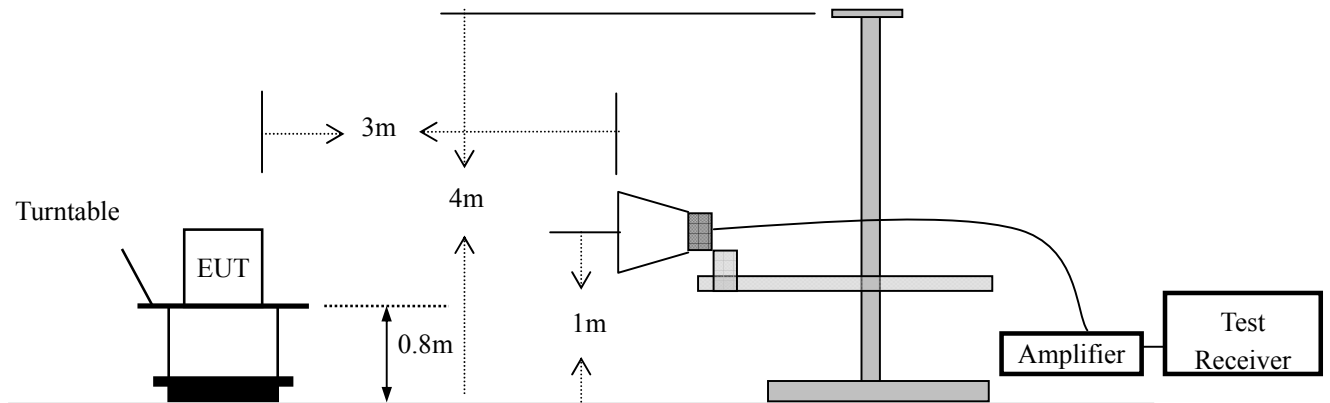 3m
4m
Turntable
EUT
1m
0.8m
Amplifier
Test
Receiver